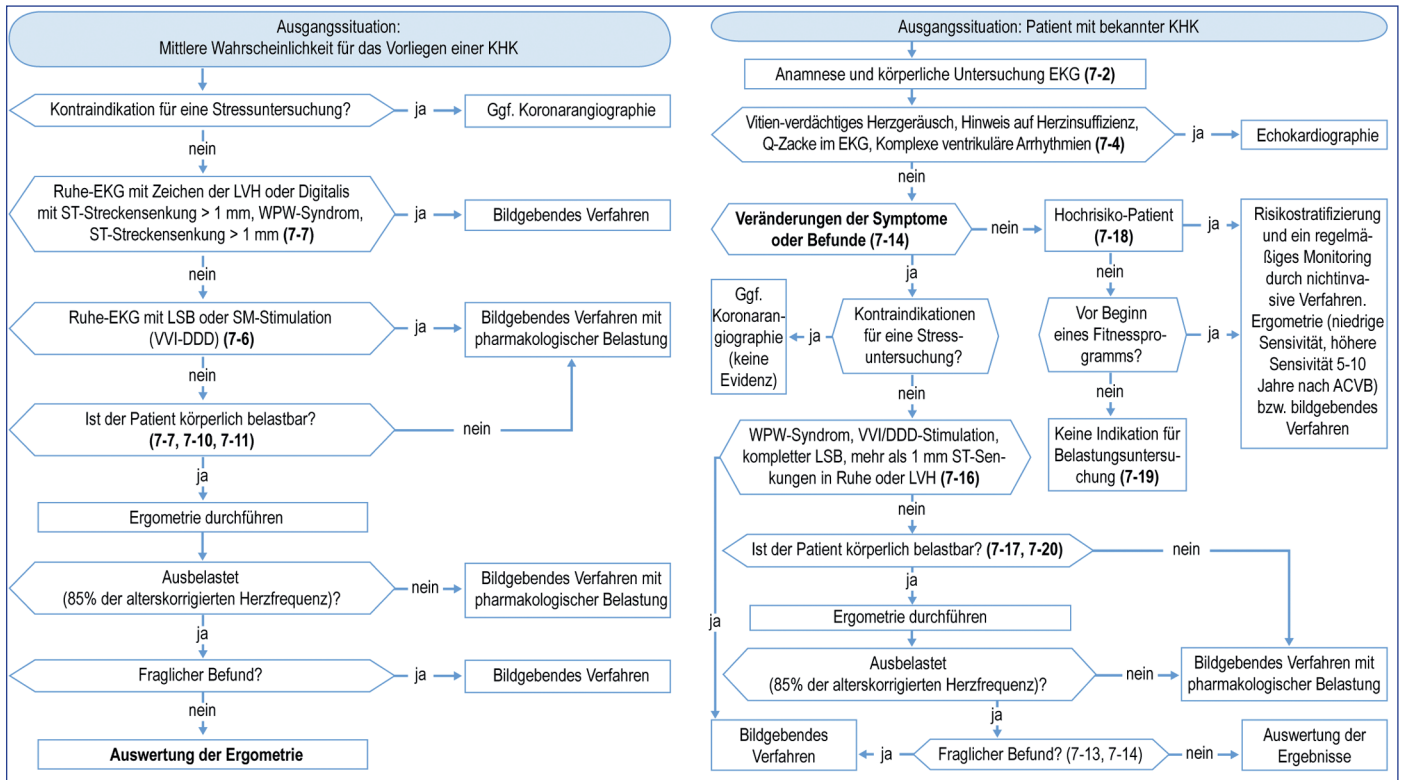 Ausgangssituation:
Mittlere Wahrscheinlichkeit für das Vorliegen einer KHK
Kontraindikation für eine Stressuntersuchung?
ja
Ggf. Koronarangiographie
nein
Ruhe-EKG mit Zeichen der LVH oder Digitalis
mit ST-Streckensenkung > 1 mm, WPW-Syndrom,
ST-Streckensenkung > 1 mm (7-7)
ja
Bildgebendes Verfahren
nein
Ruhe-EKG mit LSB oder SM-Stimulation
(VVI-DDD) (7-6)
ja
Bildgebendes Verfahren mit
pharmakologischer Belastung
nein
Ist der Patient körperlich belastbar?
(7-7, 7-10, 7-11)
nein
ja
Ergometrie durchführen
Ausbelastet
(85% der alterskorrigierten Herzfrequenz)?
nein
Bildgebendes Verfahren mit
pharmakologischer Belastung
ja
Fraglicher Befund?
ja
Bildgebendes Verfahren
nein
Auswertung der Ergometrie
Ausgangssituation: Patient mit bekannter KHK
Anamnese und körperliche Untersuchung EKG (7-2)
Vitien-verdächtiges Herzgeräusch, Hinweis auf Herzinsuffizienz,
Q-Zacke im EKG, Komplexe ventrikuläre Arrhythmien (7-4)
ja
Echokardiographie
nein
Veränderungen der Symptome
oder Befunde (7-14)
nein
Hochrisiko-Patient
(7-18)
ja
Risikostratifizierung
und ein regelmä-
ßiges Monitoring
durch nichtinva-
sive Verfahren.
Ergometrie (niedrige
Sensivität, höhere
Sensivität 5-10
Jahre nach ACVB)
bzw. bildgebendes
Verfahren
ja
nein
Ggf.
Koronaran-
giographie
(keine
Evidenz)
ja
Kontraindikationen
für eine Stress-
untersuchung?
Vor Beginn
eines Fitnesspro-
gramms?
ja
nein
nein
WPW-Syndrom, VVI/DDD-Stimulation,
kompletter LSB, mehr als 1 mm ST-Sen-
kungen in Ruhe oder LVH (7-16)
Keine Indikation für
Belastungsuntersu-
chung (7-19)
nein
Ist der Patient körperlich belastbar? (7-17, 7-20)
nein
ja
ja
Ergometrie durchführen
Ausbelastet
(85% der alterskorrigierten Herzfrequenz)?
nein
Bildgebendes Verfahren mit
pharmakologischer Belastung
ja
Bildgebendes
Verfahren
ja
Fraglicher Befund? (7-13, 7-14)
nein
Auswertung der
Ergebnisse